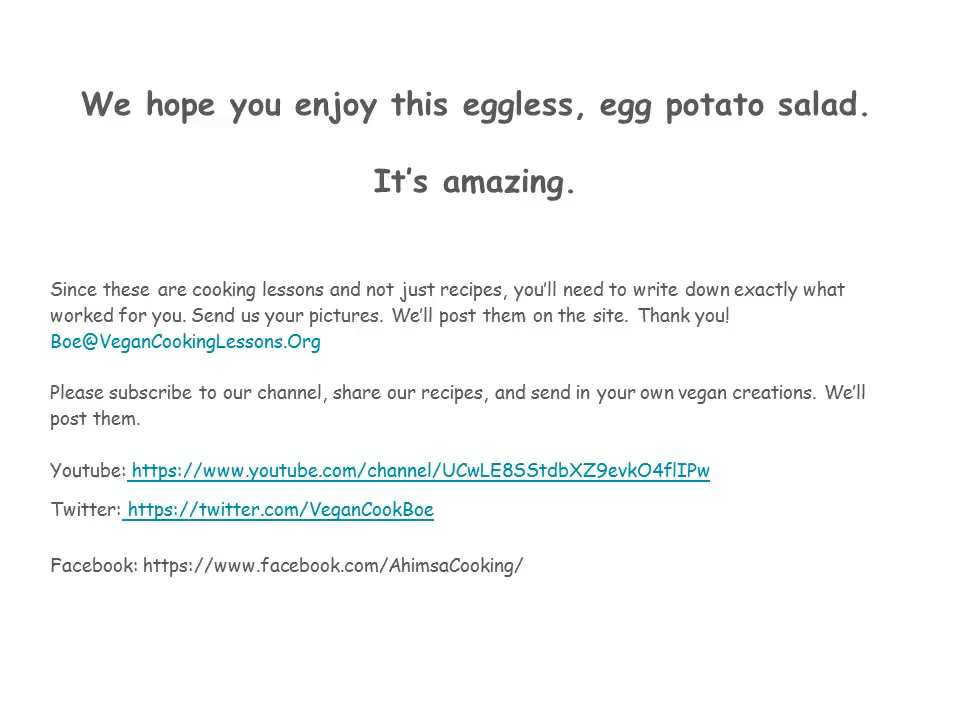 We hope you enjoy this eggless, egg potato salad.
It's amazing.
Since these are cooking lessons and not just recipes, you'll need to write down exactly what
worked for you. Send us your pictures. We'll post them on the site. Thank you!
Boe@VeganCookingLessons.Org
Please subscribe to our channel, share our recipes, and send in your own vegan creations. We'll
post them.
Youtube: https://www.youtube.com/channel/UCwLE8SStdbXZ9evkO4flIPw
Twitter: https://twitter.com/VeganCookBoe
Facebook: https://www.facebook.com/AhimsaCooking/